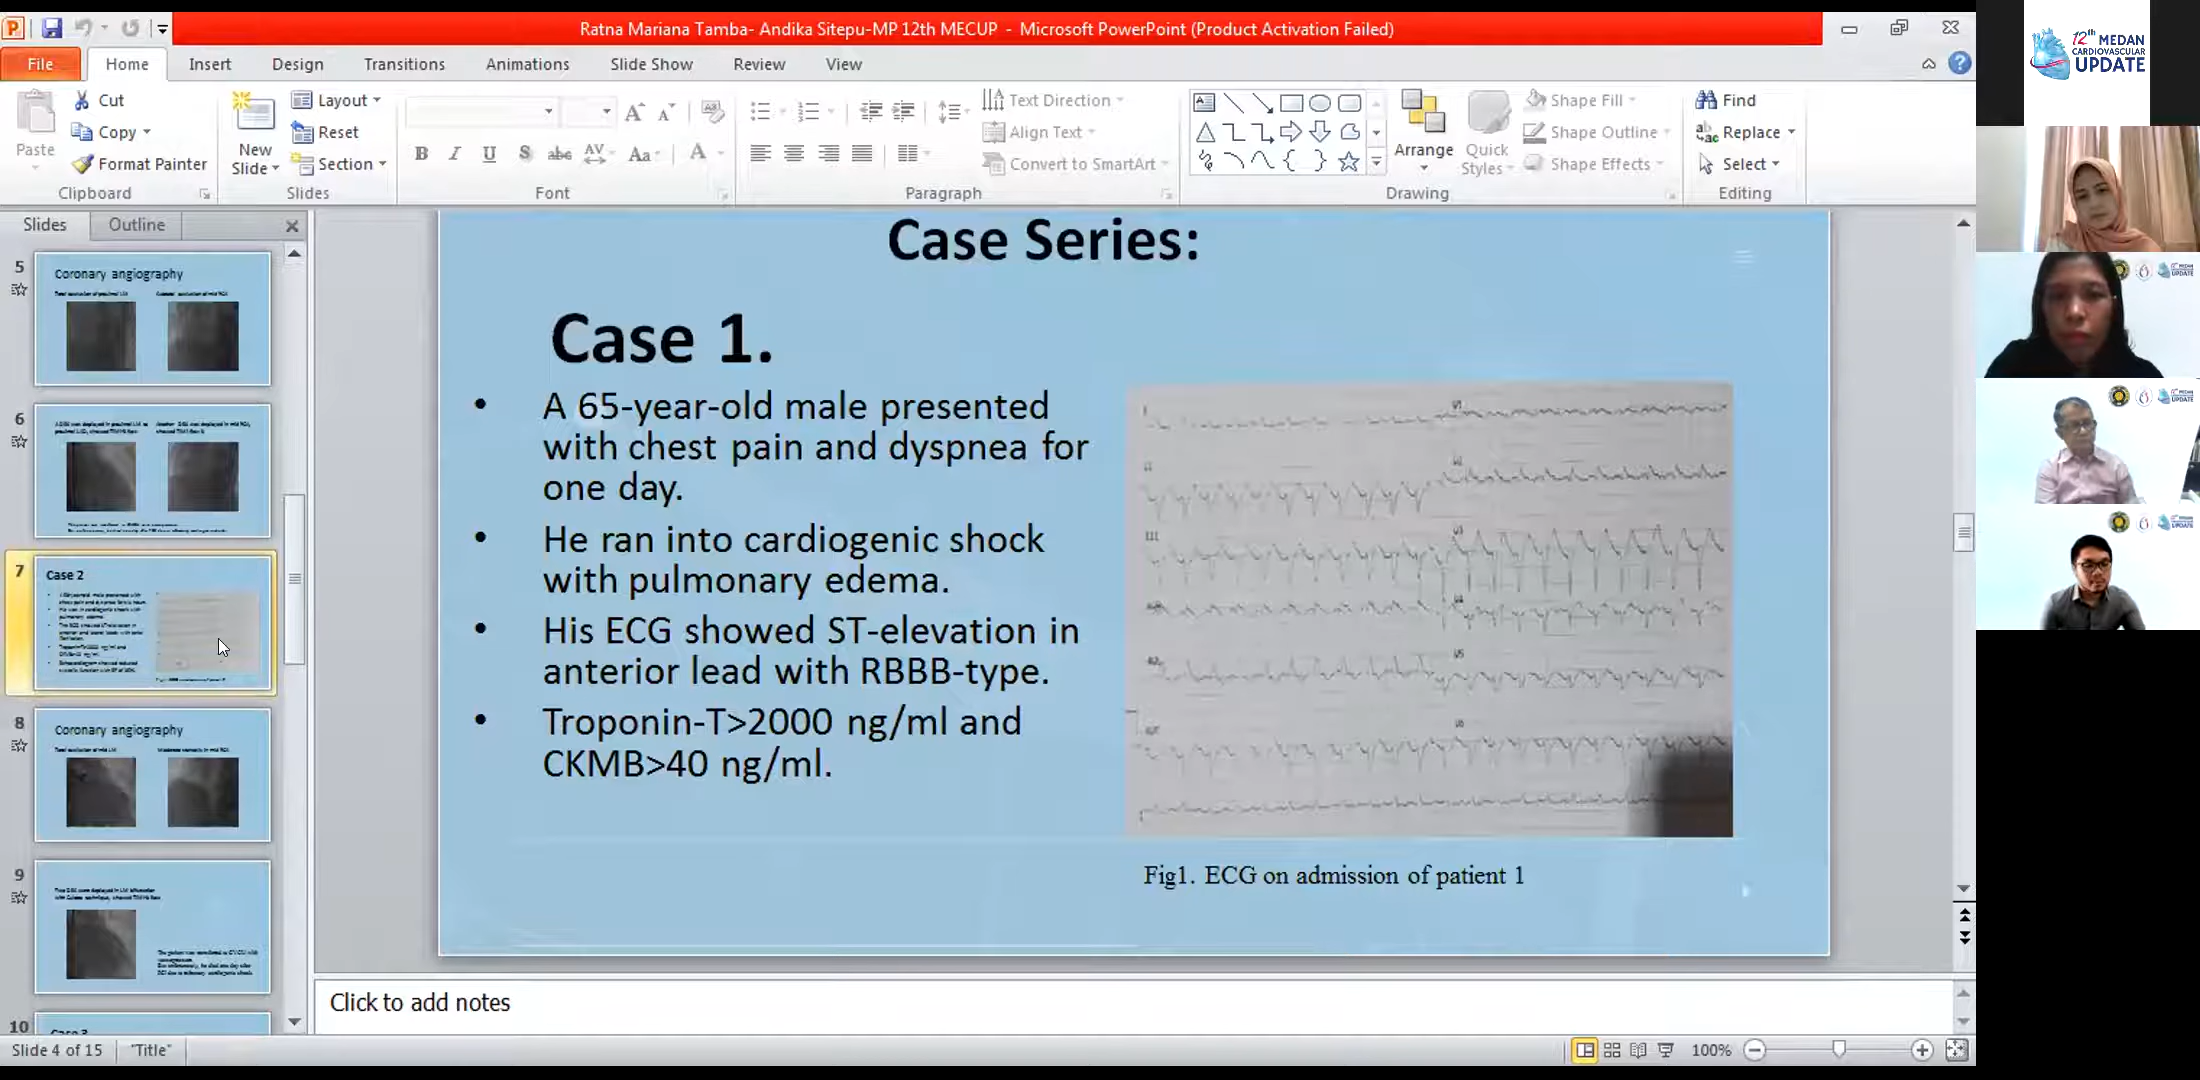 Ratna Mariana Tamba- Andika Sitepu-MP 12th MECUP - Microsoft PowerPoint (Product Activation Failed)
File Home Insert Design Transitions Animations Slide Show Review View
Paste
Cut
Copy
Format Painter
Clipboard
New Slide
Layout
Reset
Section
Slides
Font
Text Direction
Align Text
Convert to SmartArt
Paragraph
Arrange
Quick Styles
Shape Fill
Shape Outline
Shape Effects
Drawing
Find
Replace
Select
Editing
12th MEDAN
CARDIOVASCULAR
UPDATE
Slides Outline
5
Coronary angiography
6
7
Case 2
8
Coronary angiography
9
10
Case 3
Case Series:
Case 1.
• A 65-year-old male presented
with chest pain and dyspnea for
one day.
• He ran into cardiogenic shock
with pulmonary edema.
• His ECG showed ST-elevation in
anterior lead with RBBB-type.
• Troponin-T>2000 ng/ml and
CKMB>40 ng/ml.
Fig1. ECG on admission of patient 1
Click to add notes
Slide 4 of 15 "Title" 100%